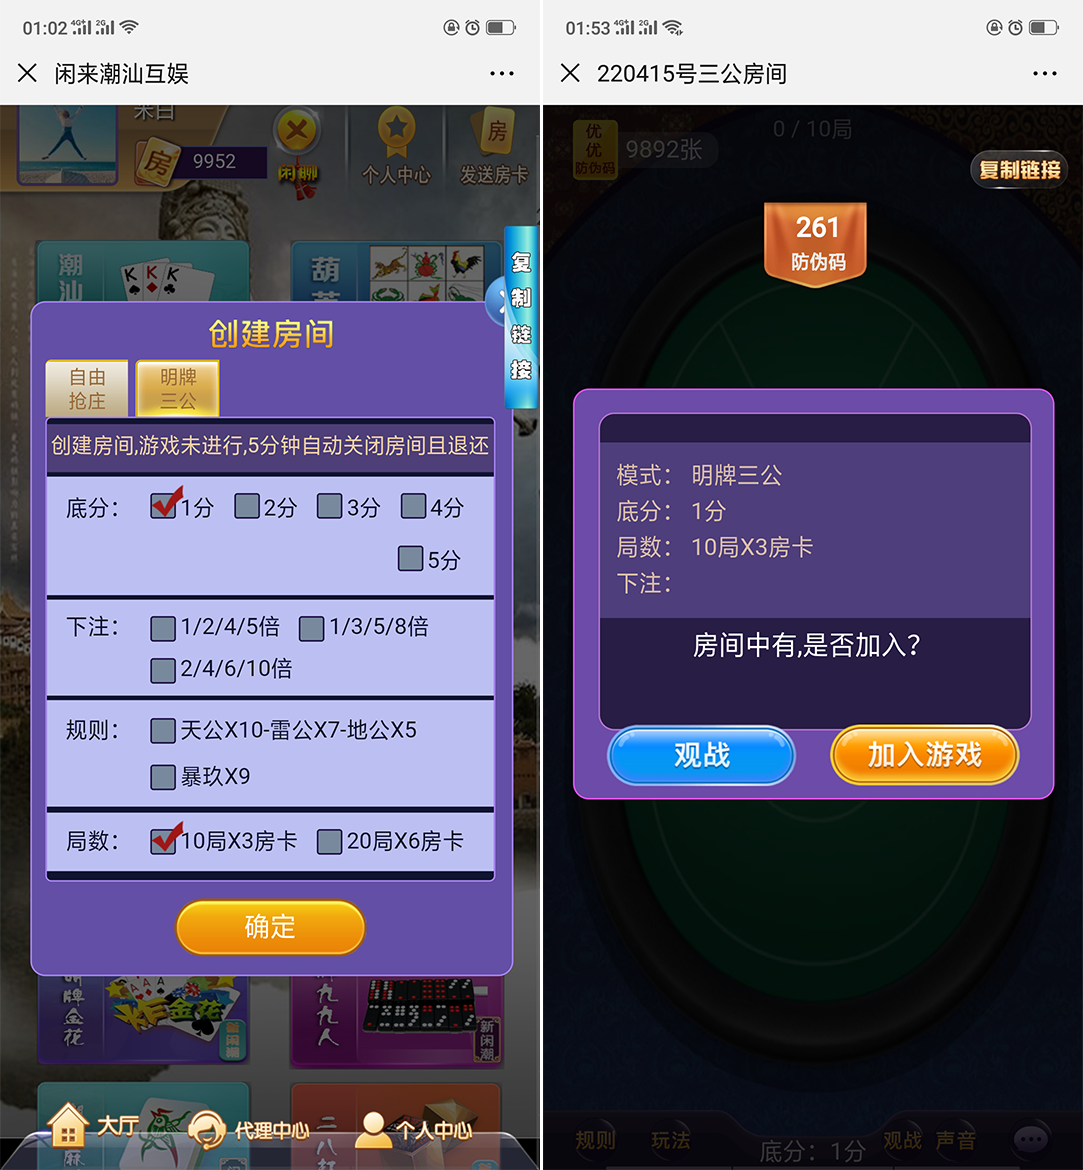 01:02
闲来潮汕互娱
房
9952
闲聊
个人中心
房
发送房卡
潮
汕
K K K
葫
复
制
链
接
创建房间
自由
抢庄
明牌
三公
创建房间,游戏未进行,5分钟自动关闭房间且退还
底分: 1分 2分 3分 4分
5分
下注: 1/2/4/5倍 1/3/5/8倍
2/4/6/10倍
规则: 天公X10-雷公X7-地公X5
暴玖X9
局数: 10局X3房卡 20局X6房卡
确定
牌
金
花
金花
新
闲
潮
九
九
人
新
闲
潮
大厅
代理中心
个人中心
麻
二
八
01:53
220415号三公房间
优
优
防伪码
9892张
0 / 10局
复制链接
261
防伪码
模式: 明牌三公
底分: 1分
局数: 10局X3房卡
下注:
房间中有,是否加入?
观战
加入游戏
规则
玩法
底分: 1分
观战
声音